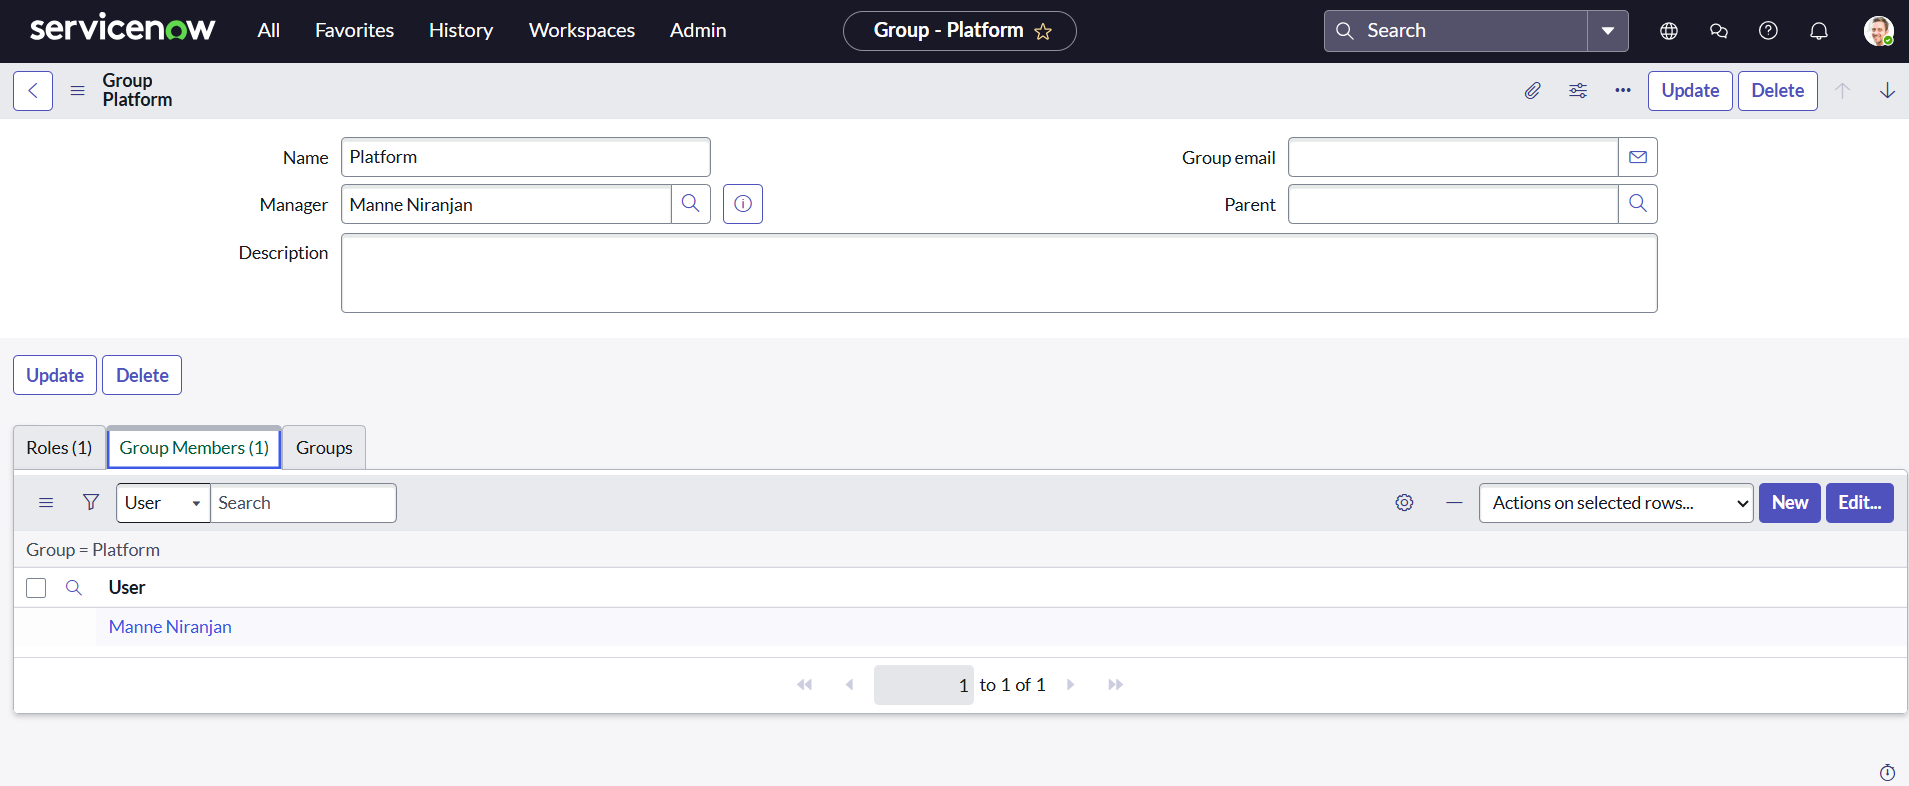 servicenow All Favorites History Workspaces Admin Group - Platform Search
Group
Platform
Update Delete
Name Platform Group email
Manager Manne Niranjan Parent
Description
Update Delete
Roles (1) Group Members (1) Groups
User Search Actions on selected rows... New Edit...
Group = Platform
User
Manne Niranjan
1 to 1 of 1